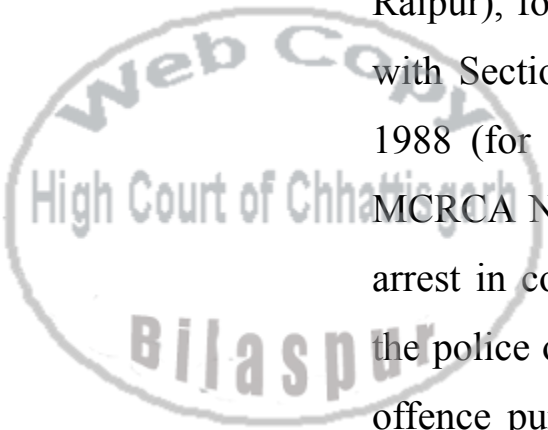 Raipur), fo
with Sectio
1988 (for
MCRCA N
arrest in co
the police o
offence pu
Web Copy
High Court of Chhattisgarh
Bilaspur